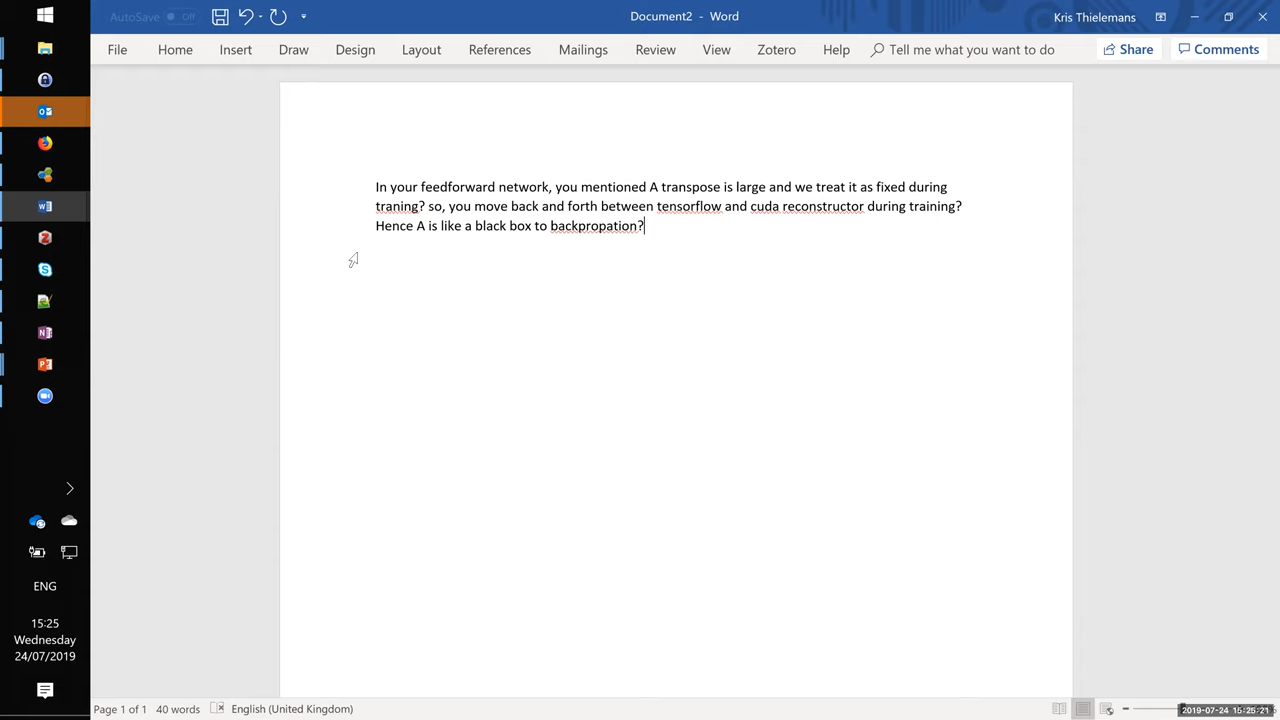 AutoSave Off
Document2 - Word
Kris Thielemans
File Home Insert Draw Design Layout References Mailings Review View Zotero Help Tell me what you want to do Share Comments
In your feedforward network, you mentioned A transpose is large and we treat it as fixed during
traning? so, you move back and forth between tensorflow and cuda reconstructor during training?
Hence A is like a black box to backpropation?
ENG
15:25
Wednesday
24/07/2019
Page 1 of 1 40 words English (United Kingdom)
2019-07-24 15:25:21